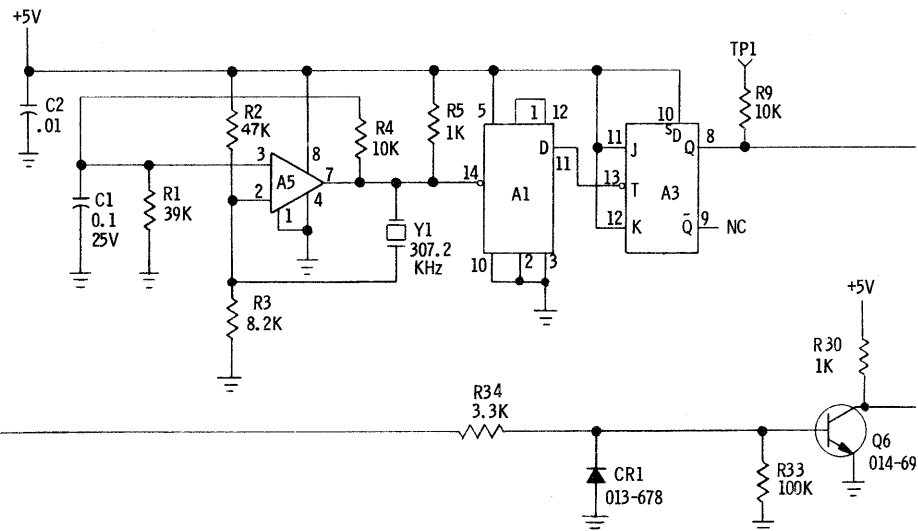 +5V
TP1
C2
.01
R2
47K
R4
10K
R5
1K
5
1
12
10
SD
R9
10K
3
8
A5
7
2
1
4
14
D
11
A1
11
J
Q
8
13
T
A3
12
K
Q̄
9
NC
C1
0.1
25V
R1
39K
Y1
307.2
KHz
10
2
3
R3
8.2K
+5V
R30
1K
R34
3.3K
Q6
014-69
CR1
013-678
R33
100K